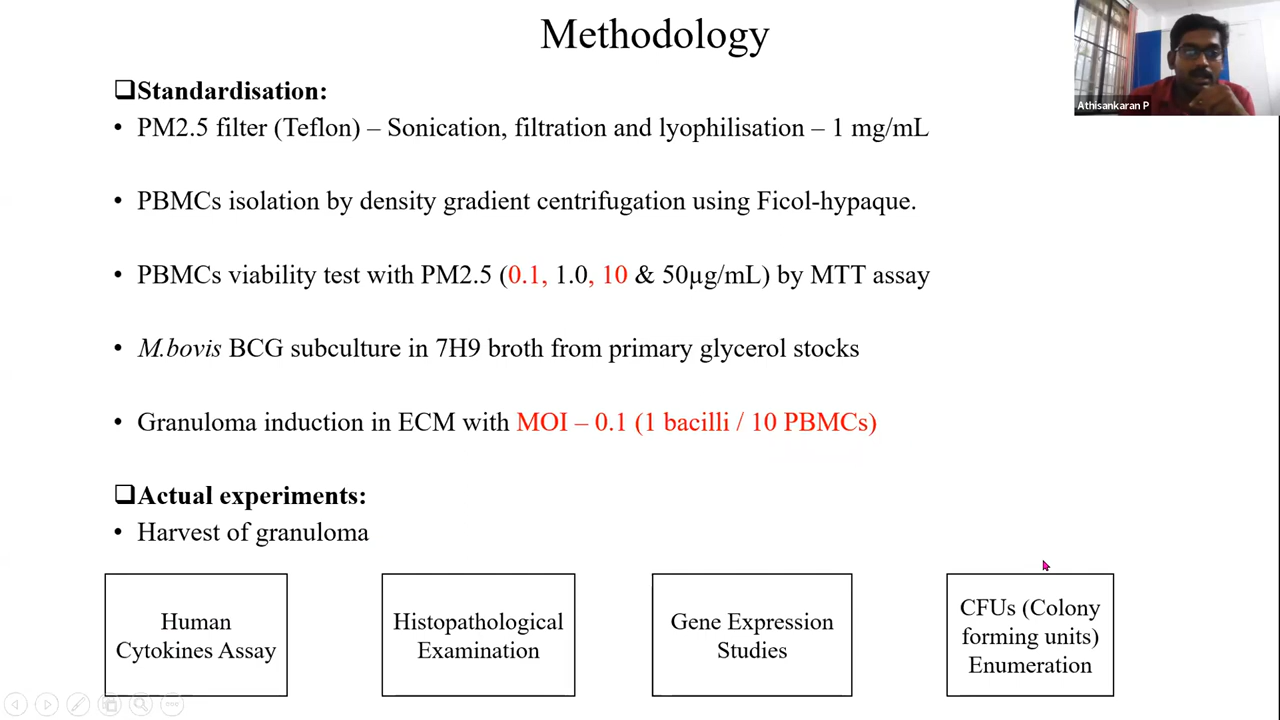 Methodology
Athisankaran P
❑Standardisation:
• PM2.5 filter (Teflon) – Sonication, filtration and lyophilisation – 1 mg/mL
• PBMCs isolation by density gradient centrifugation using Ficol-hypaque.
• PBMCs viability test with PM2.5 (0.1, 1.0, 10 & 50µg/mL) by MTT assay
• M.bovis BCG subculture in 7H9 broth from primary glycerol stocks
• Granuloma induction in ECM with MOI – 0.1 (1 bacilli / 10 PBMCs)
❑Actual experiments:
• Harvest of granuloma
Human
Cytokines Assay
Histopathological
Examination
Gene Expression
Studies
CFUs (Colony
forming units)
Enumeration